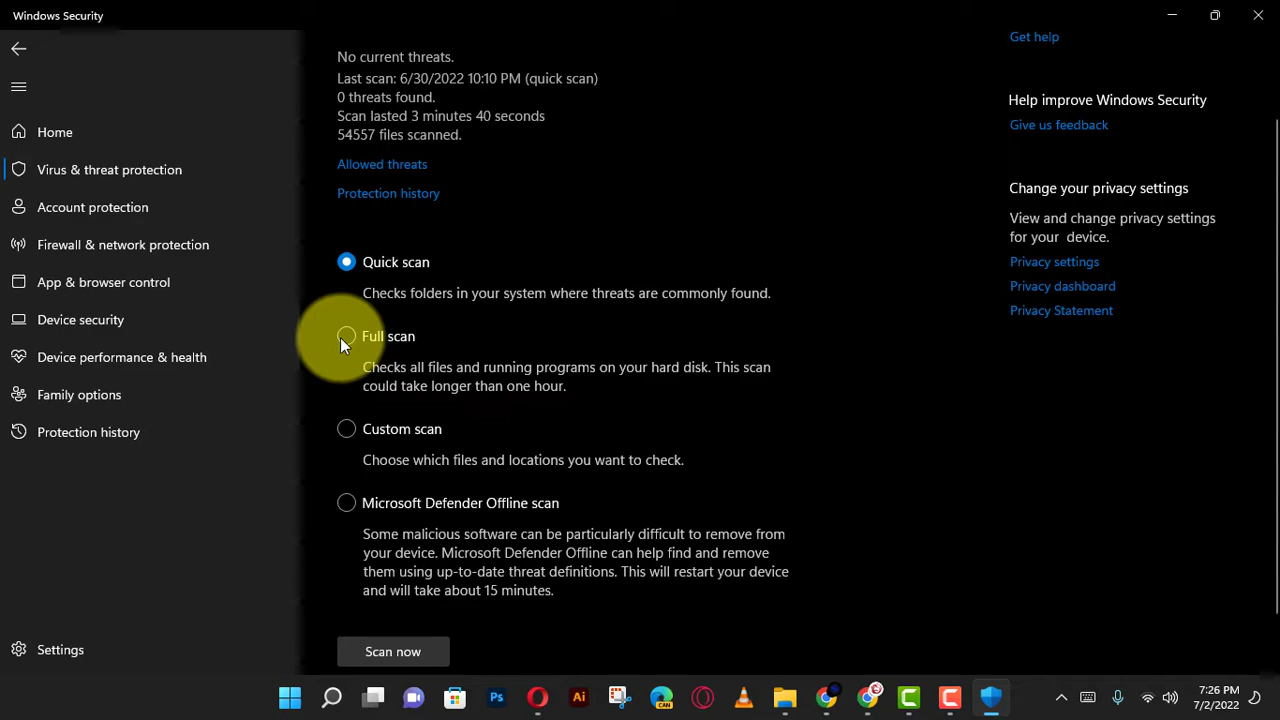 Windows Security
Home
Virus & threat protection
Account protection
Firewall & network protection
App & browser control
Device security
Device performance & health
Family options
Protection history
Settings
No current threats.
Last scan: 6/30/2022 10:10 PM (quick scan)
0 threats found.
Scan lasted 3 minutes 40 seconds
54557 files scanned.
Allowed threats
Protection history
Quick scan
Checks folders in your system where threats are commonly found.
Full scan
Checks all files and running programs on your hard disk. This scan
could take longer than one hour.
Custom scan
Choose which files and locations you want to check.
Microsoft Defender Offline scan
Some malicious software can be particularly difficult to remove from
your device. Microsoft Defender Offline can help find and remove
them using up-to-date threat definitions. This will restart your device
and will take about 15 minutes.
Scan now
Get help
Help improve Windows Security
Give us feedback
Change your privacy settings
View and change privacy settings
for your device.
Privacy settings
Privacy dashboard
Privacy Statement
Ps
Ai
CAN
7:26 PM
7/2/2022